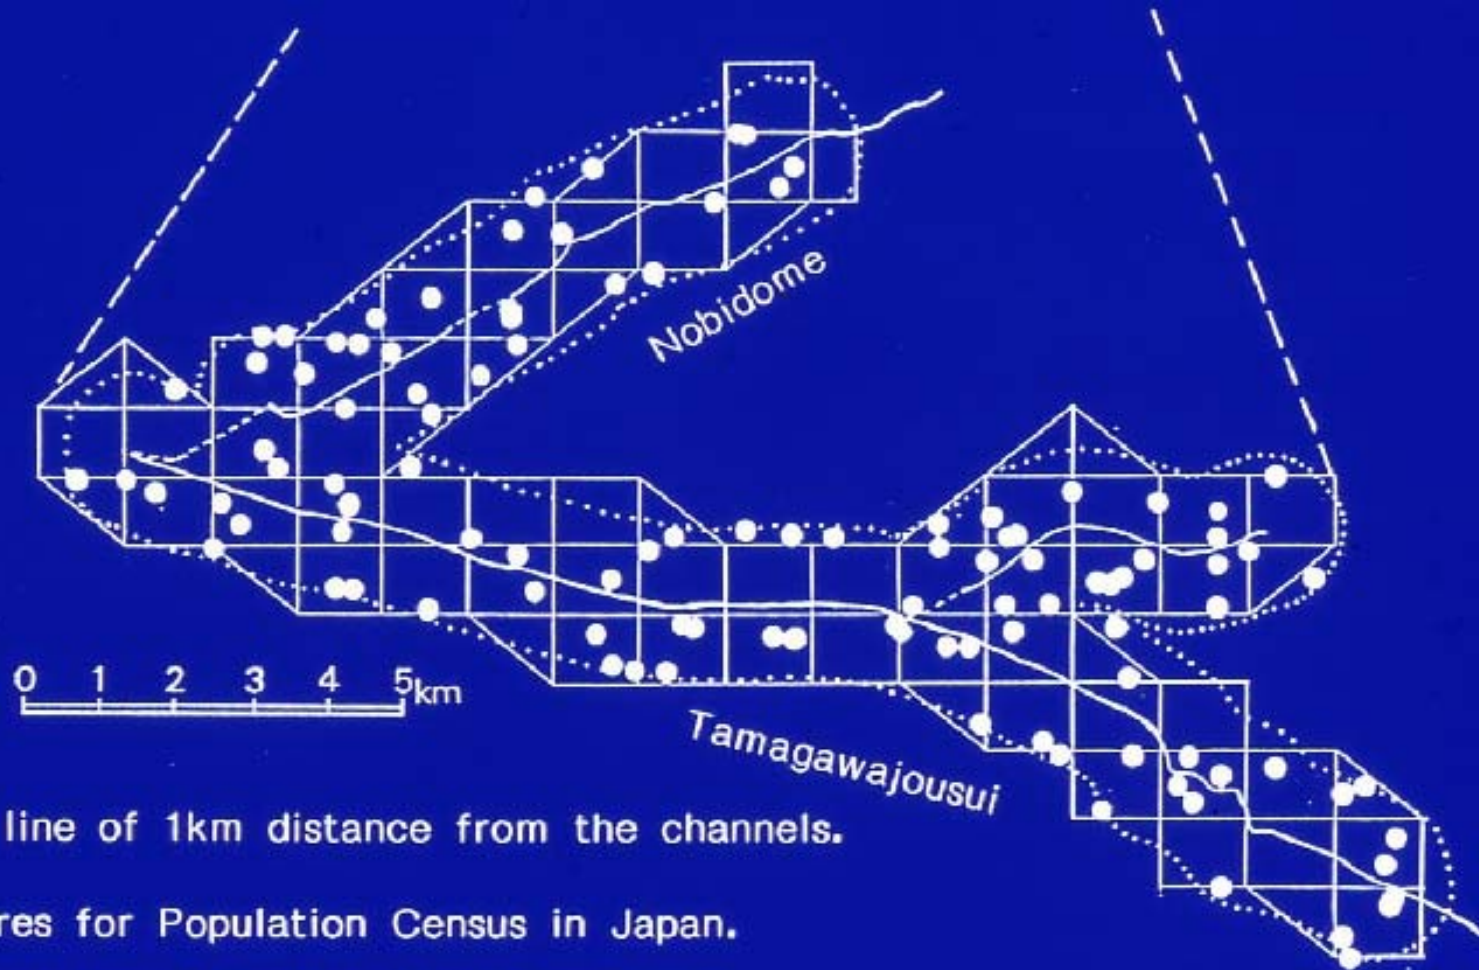 Nobidome
0 1 2 3 4 5km
Tamagawajousui
line of 1km distance from the channels.
res for Population Census in Japan.